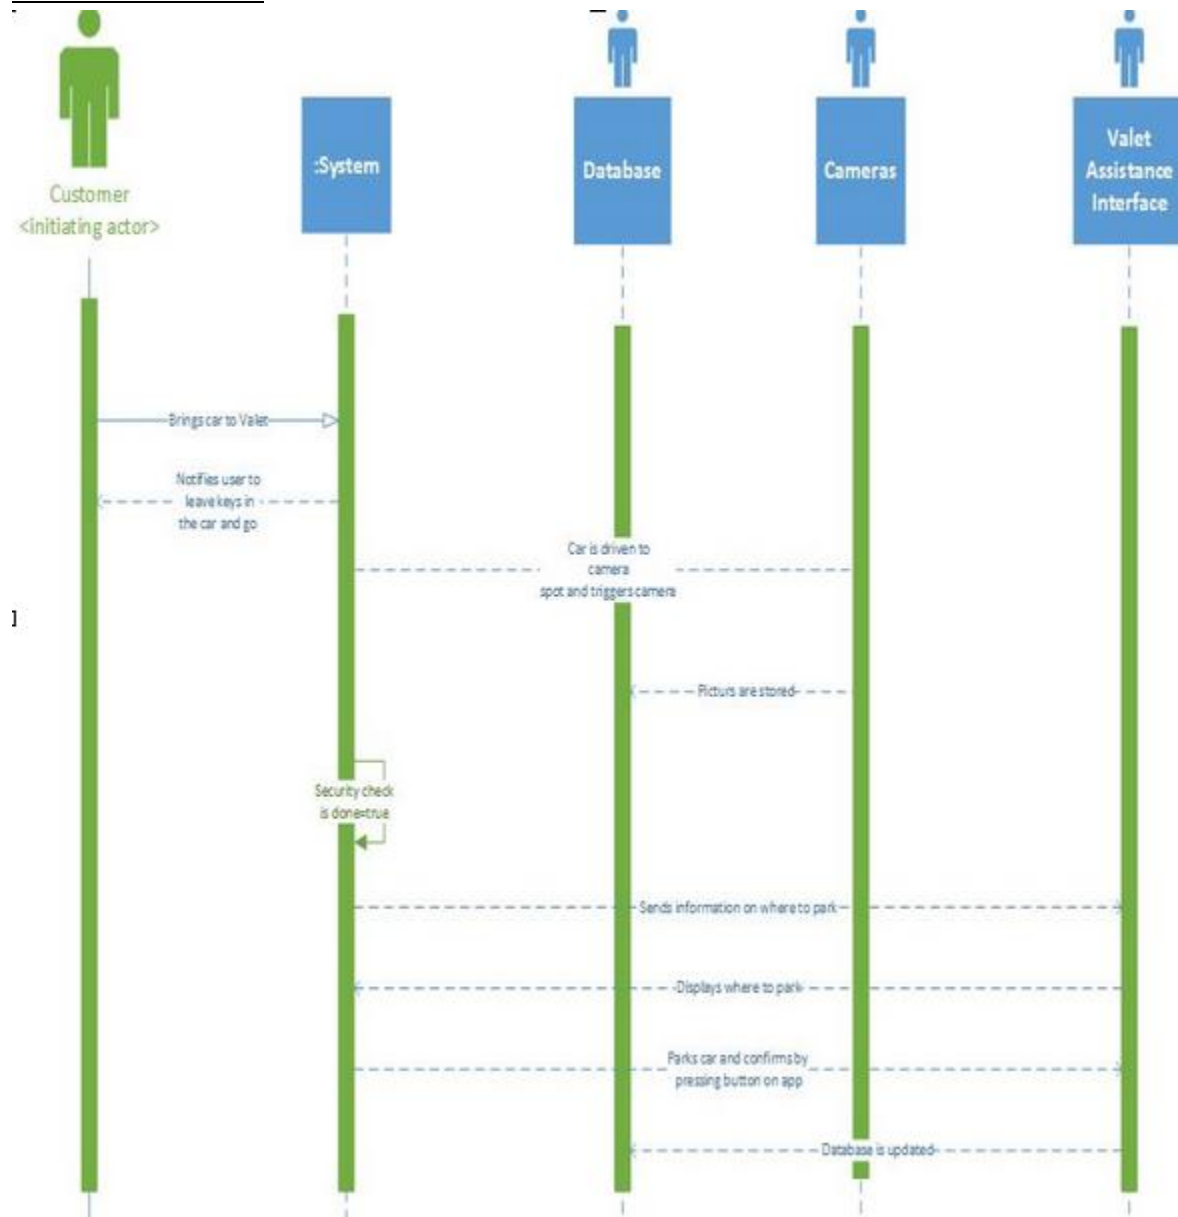 Customer
<initiating actor>
:System
Database
Cameras
Valet
Assistance
Interface
Brings car to Valet
Notifies user to
leave keys in
the car and go
Car is driven to
camera
spot and triggers camera
]
Picturs are stored
Security check
is done=true
Sends information on where to park
Displays where to park
Parks car and confirms by
pressing button on app
Database is updated